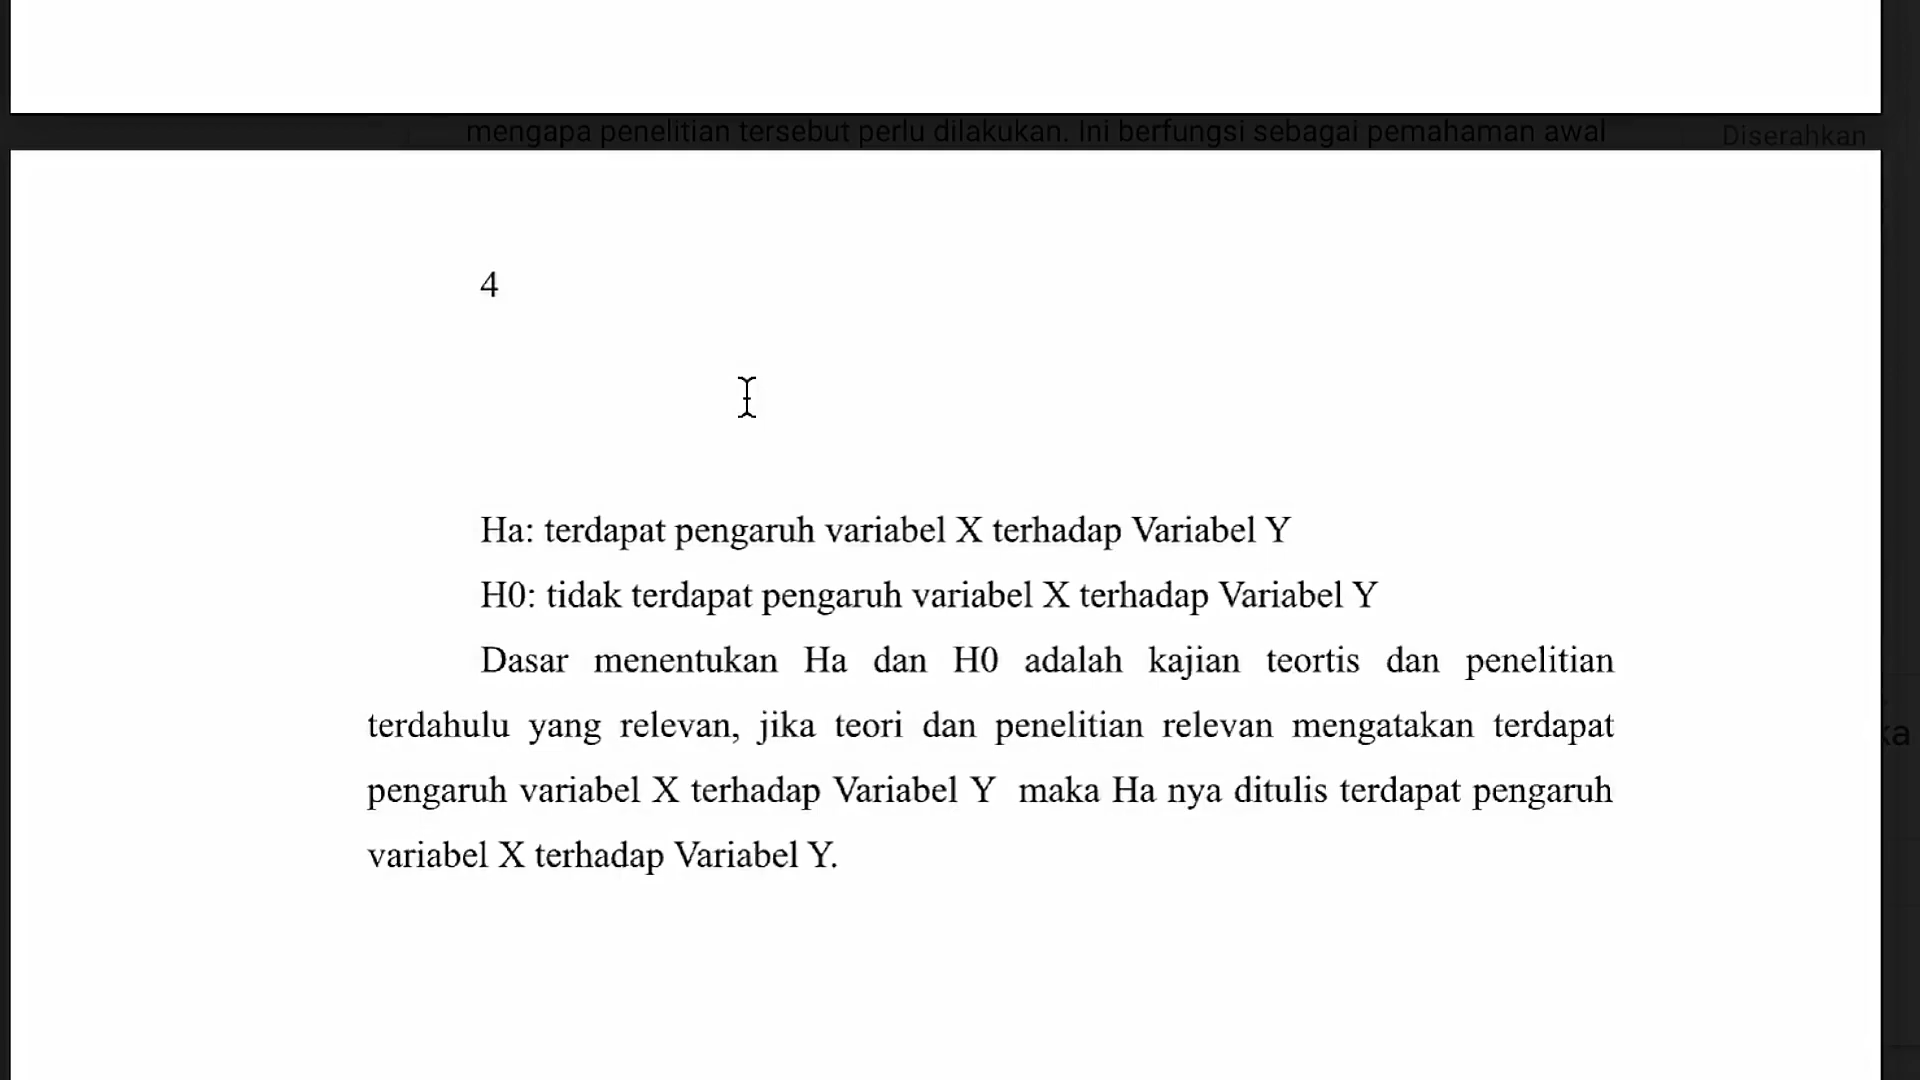 mengapa penelitian tersebut perlu dilakukan. Ini berfungsi sebagai pemahaman awal
Diserahkan
4
Ha: terdapat pengaruh variabel X terhadap Variabel Y
H0: tidak terdapat pengaruh variabel X terhadap Variabel Y
Dasar menentukan Ha dan H0 adalah kajian teortis dan penelitian
terdahulu yang relevan, jika teori dan penelitian relevan mengatakan terdapat
pengaruh variabel X terhadap Variabel Y maka Ha nya ditulis terdapat pengaruh
variabel X terhadap Variabel Y.